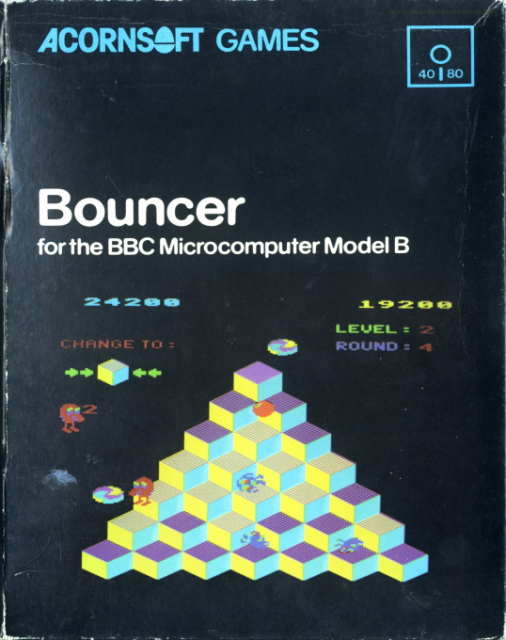 ACORNSOFT GAMES
40 80
Bouncer
for the BBC Microcomputer Model B
24200
19200
LEVEL : 2
CHANGE TO :
ROUND : 4
2